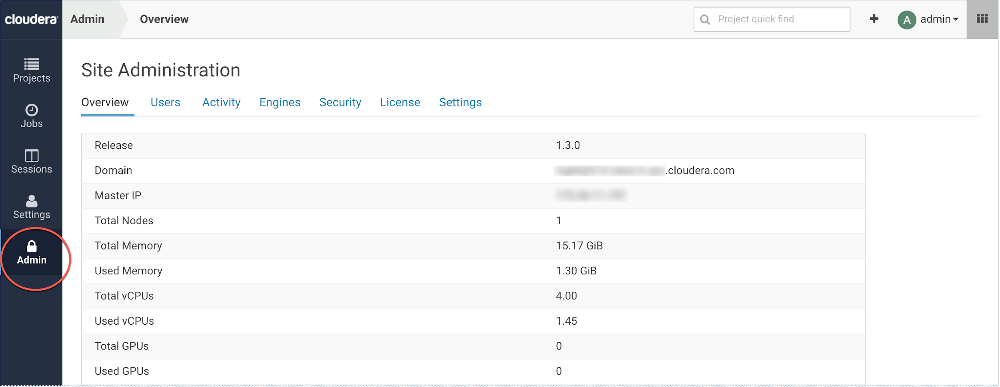 cloudera
Admin
Overview
Project quick find
A
admin
Projects
Jobs
Sessions
Settings
Admin
Site Administration
Overview Users Activity Engines Security License Settings
Release 1.3.0
Domain .cloudera.com
Master IP
Total Nodes 1
Total Memory 15.17 GiB
Used Memory 1.30 GiB
Total vCPUs 4.00
Used vCPUs 1.45
Total GPUs 0
Used GPUs 0